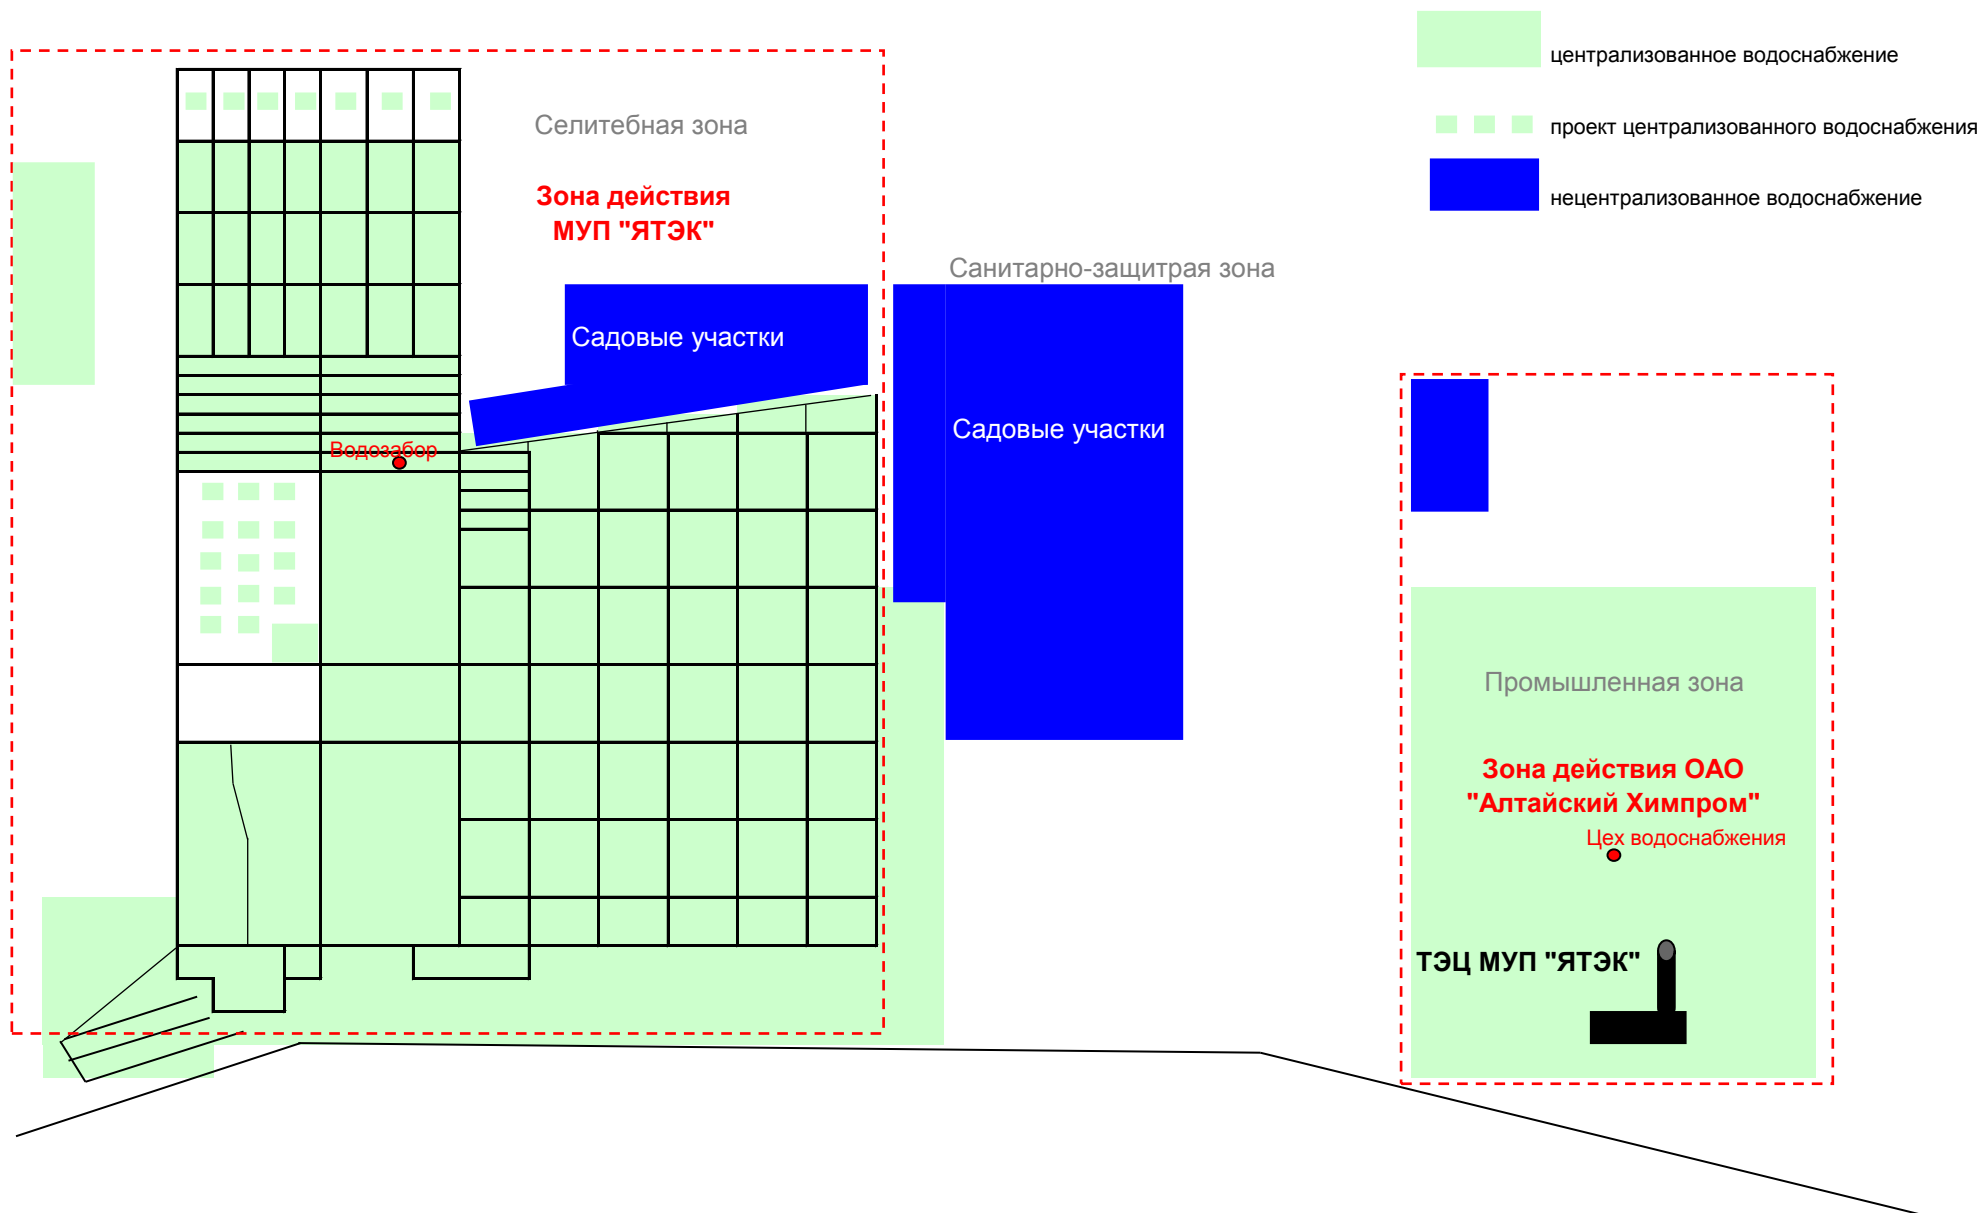 централизованное водоснабжение
проект централизованного водоснабжения
нецентрализованное водоснабжение
Селитебная зона
Зона действия
МУП "ЯТЭК"
Санитарно-защитрая зона
Садовые участки
Садовые участки
Водозабор
Промышленная зона
Зона действия ОАО
"Алтайский Химпром"
Цех водоснабжения
ТЭЦ МУП "ЯТЭК"